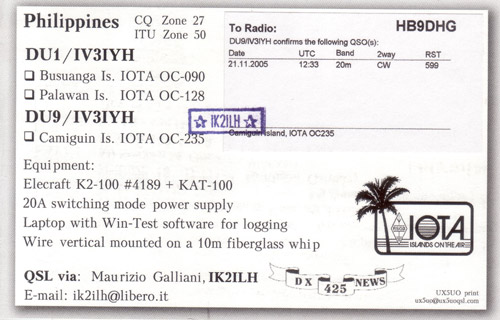 Philippines CQ Zone 27
ITU Zone 50
DU1/IV3IYH
Busuanga Is. IOTA OC-090
Palawan Is. IOTA OC-128
DU9/IV3IYH
Camiguin Is. IOTA OC-235
To Radio: HB9DHG
DU9/IV3IYH confirms the following QSO(s):
Date UTC Band 2way RST
21.11.2005 12:33 20m CW 599
IK2ILH
Camiguin Island, IOTA OC235
Equipment:
Elecraft K2-100 #4189 + KAT-100
20A switching mode power supply
Laptop with Win-Test software for logging
Wire vertical mounted on a 10m fiberglass whip
IOTA
ISLANDS ON THE AIR
QSL via: Maurizio Galliani, IK2ILH
E-mail: ik2ilh@libero.it
DX 425 NEWS
UX5UO print
ux5uo@ux5uoqsl.com